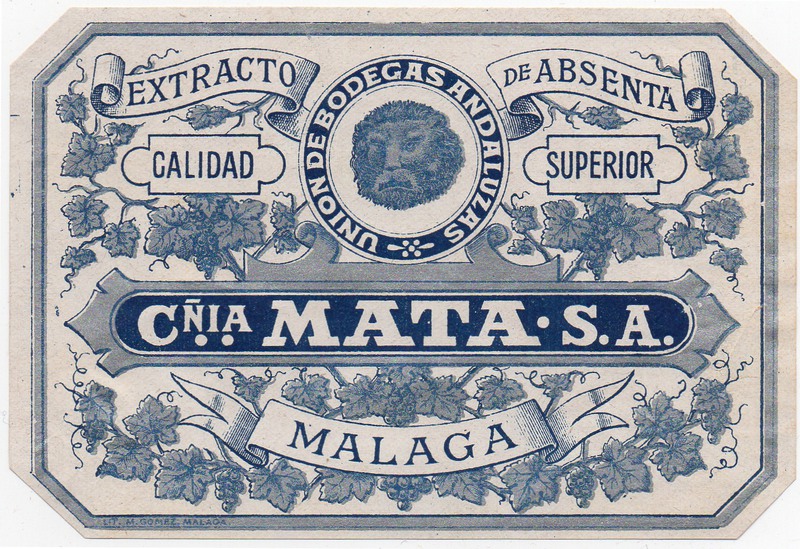 EXTRACTO DE ABSENTA
UNION DE BODEGAS ANDALUZAS
CALIDAD SUPERIOR
CÑIA MATA · S.A.
MALAGA
LIT. M. GOMEZ. MALAGA.